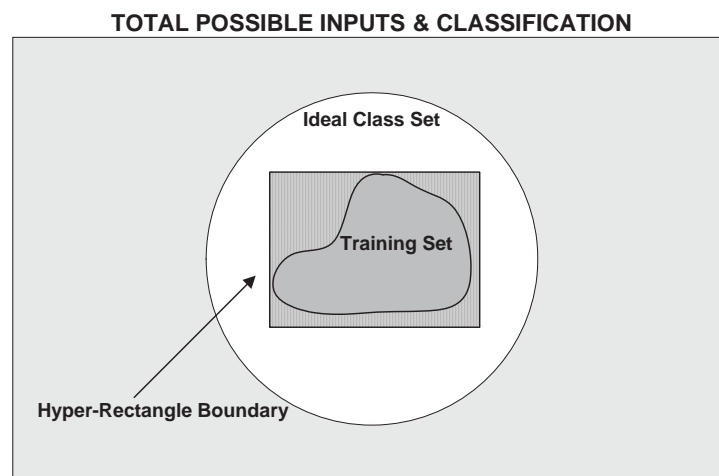 TOTAL POSSIBLE INPUTS & CLASSIFICATION
Ideal Class Set
Training Set
Hyper-Rectangle Boundary